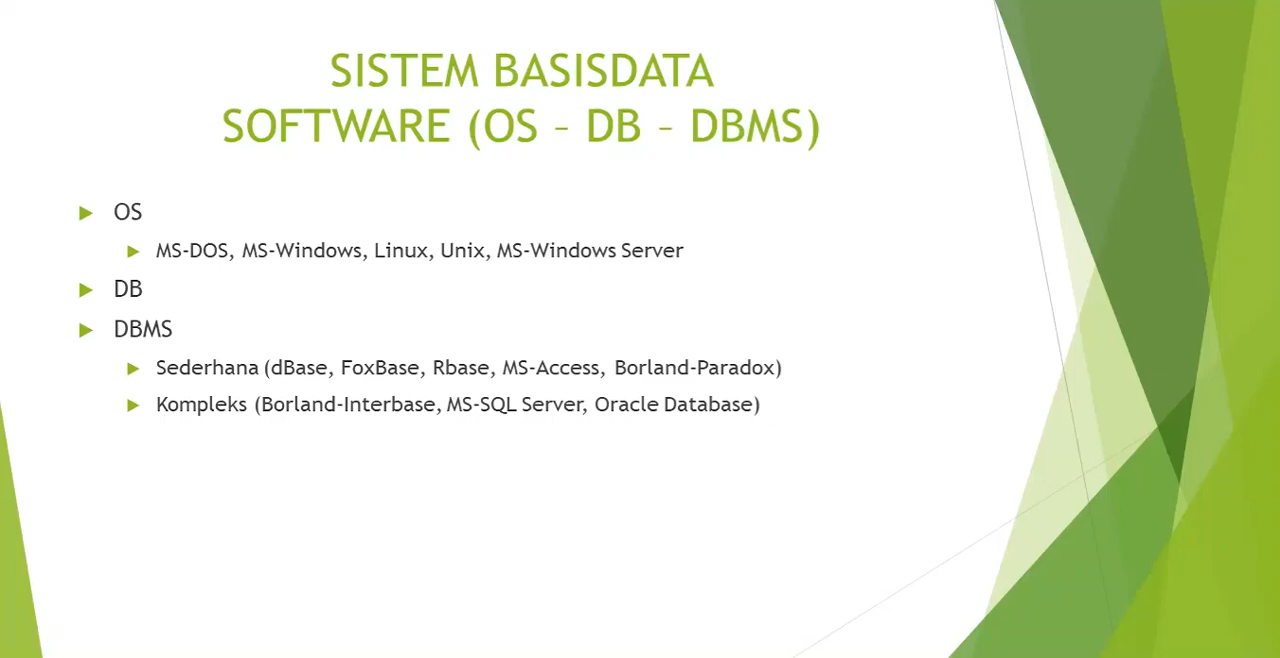 SISTEM BASISDATA
SOFTWARE (OS – DB – DBMS)
OS
MS-DOS, MS-Windows, Linux, Unix, MS-Windows Server
DB
DBMS
Sederhana (dBase, FoxBase, Rbase, MS-Access, Borland-Paradox)
Kompleks (Borland-Interbase, MS-SQL Server, Oracle Database)